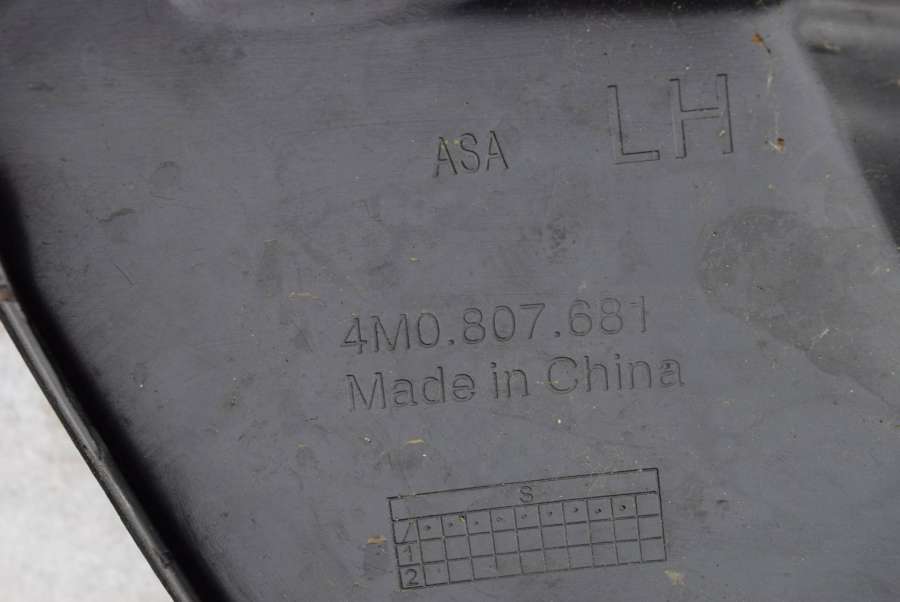 LH
ASA
4M0.807.681
Made in China
S
/
1
2